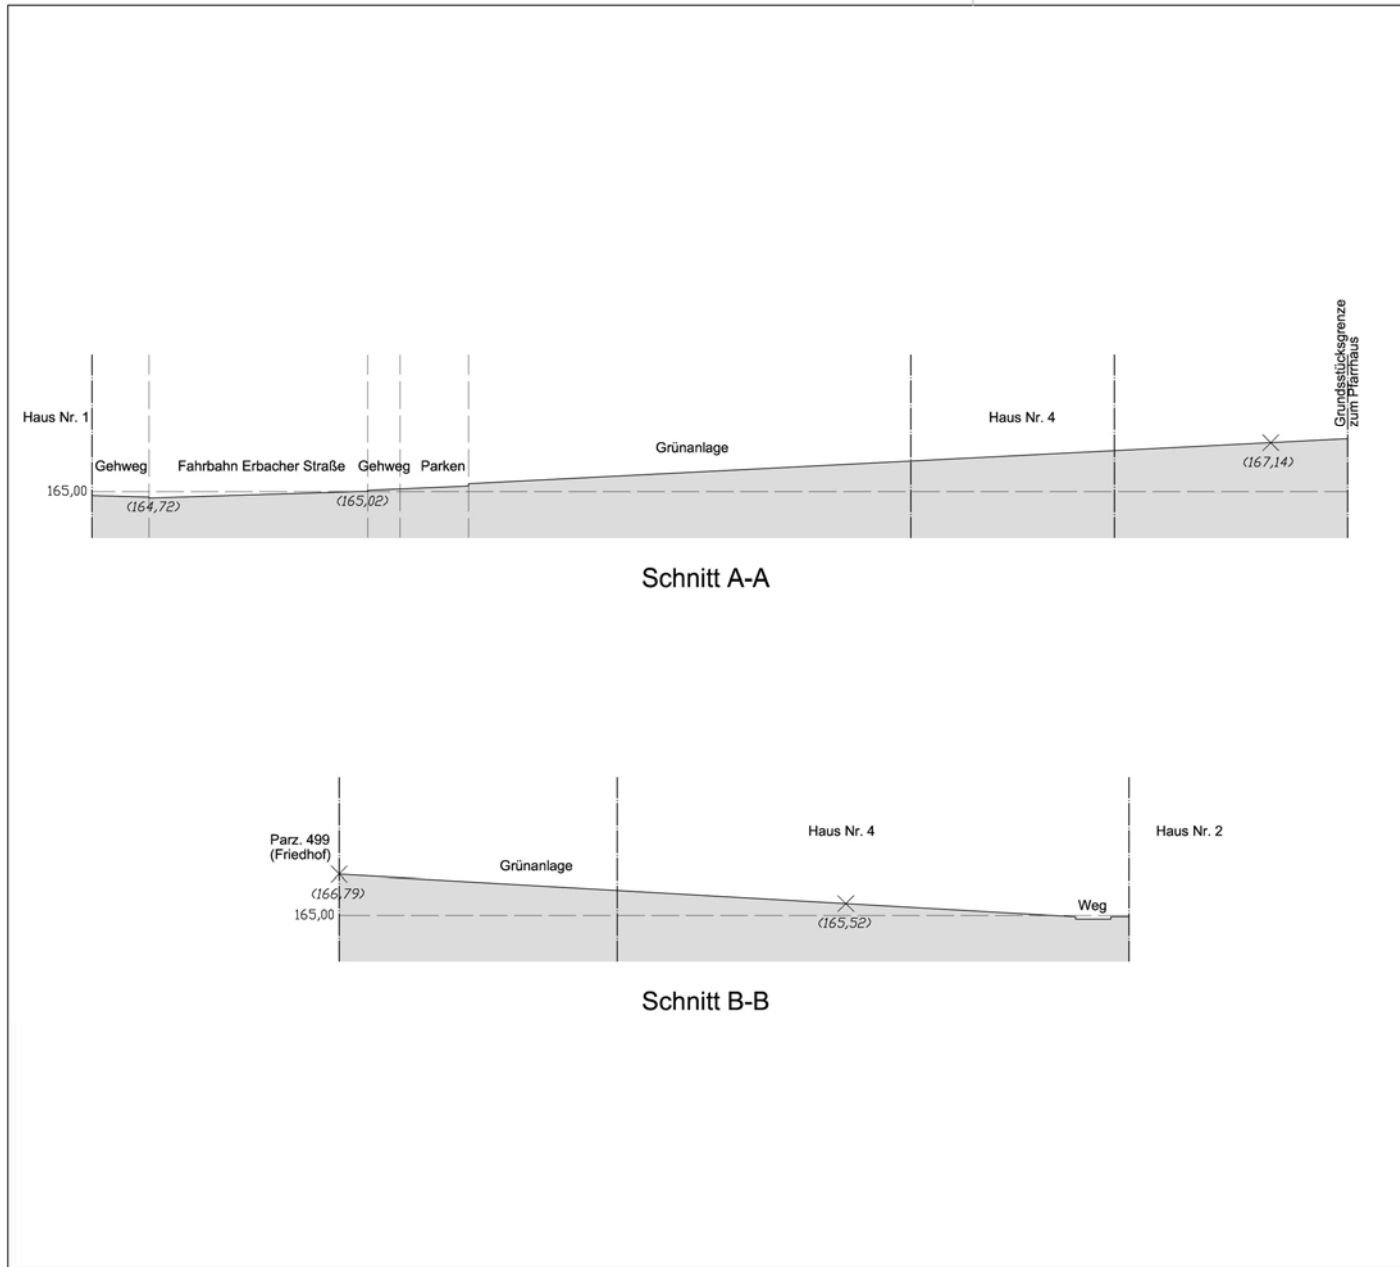 Grundsstücksgrenze
zum Pfarrhaus
Haus Nr. 1
Haus Nr. 4
Grünanlage
Gehweg
Fahrbahn Erbacher Straße
Gehweg
Parken
(167,14)
165,00
(164,72)
(165,02)
Schnitt A-A
Parz. 499
(Friedhof)
Haus Nr. 4
Haus Nr. 2
Grünanlage
(166,79)
Weg
165,00
(165,52)
Schnitt B-B